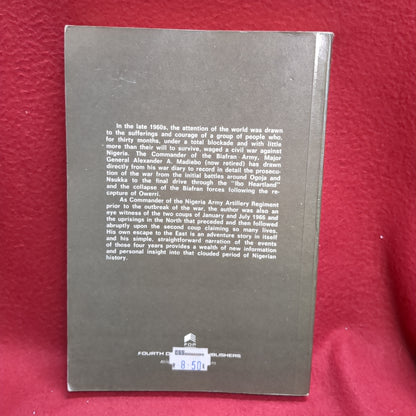 In the late 1960s, the attention of the world was drawn
to the sufferings and courage of a group of people who,
for thirty months, under a total blockade and with little
more than their will to survive, waged a civil war against
Nigeria. The Commander of the Biafran Army, Major
General Alexander A. Madiebo (now retired) has drawn
directly from his war diary to record in detail the prosecu-
tion of the war from the initial battles around Ogoja and
Nsukka to the final drive through the "Ibo Heartland"
and the collapse of the Biafran forces following the re-
capture of Owerri.
As Commander of the Nigeria Army Artillery Regiment
prior to the outbreak of the war, the author was also an
eye witness of the two coups of January and July 1966 and
the uprisings in the North that preceded and then followed
abruptly upon the second coup claiming so many lives.
His own escape to the East is an adventure story in itself
and his simple, straightforward narration of the events
of those four years provides a wealth of new information
and personal insight into that clouded period of Nigerian
history.
FDP
FOURTH
8.50